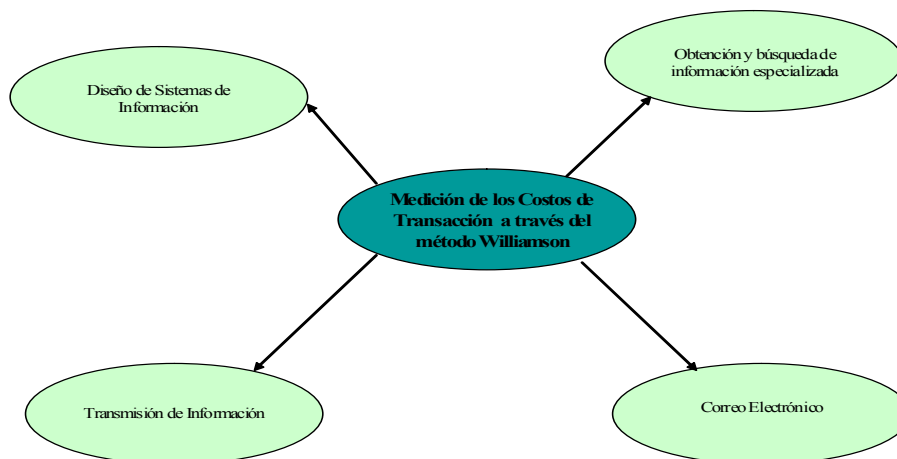 Obtención y búsqueda de
información especializada
Diseño de Sistemas de
Información
Medición de los Costos de
Transacción a través del
método Williamson
Transmisión de Información
Correo Electrónico